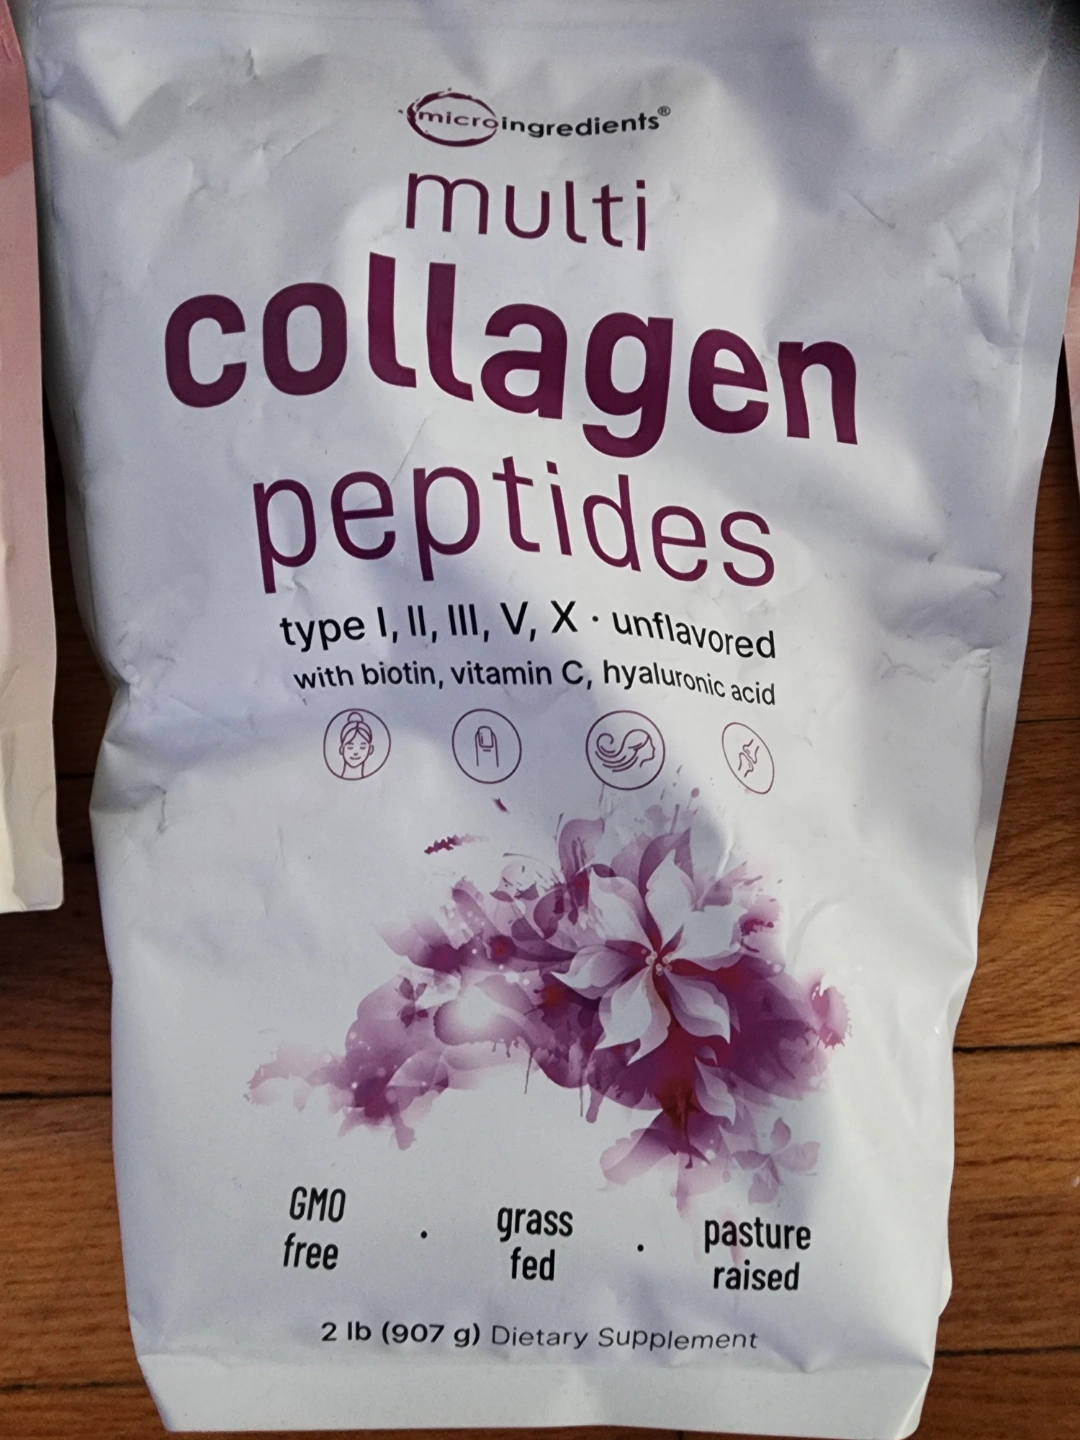 microingredients®
multi
collagen
peptides
type I, II, III, V, X · unflavored
with biotin, vitamin C, hyaluronic acid
GMO free · grass fed · pasture raised
2 lb (907 g) Dietary Supplement